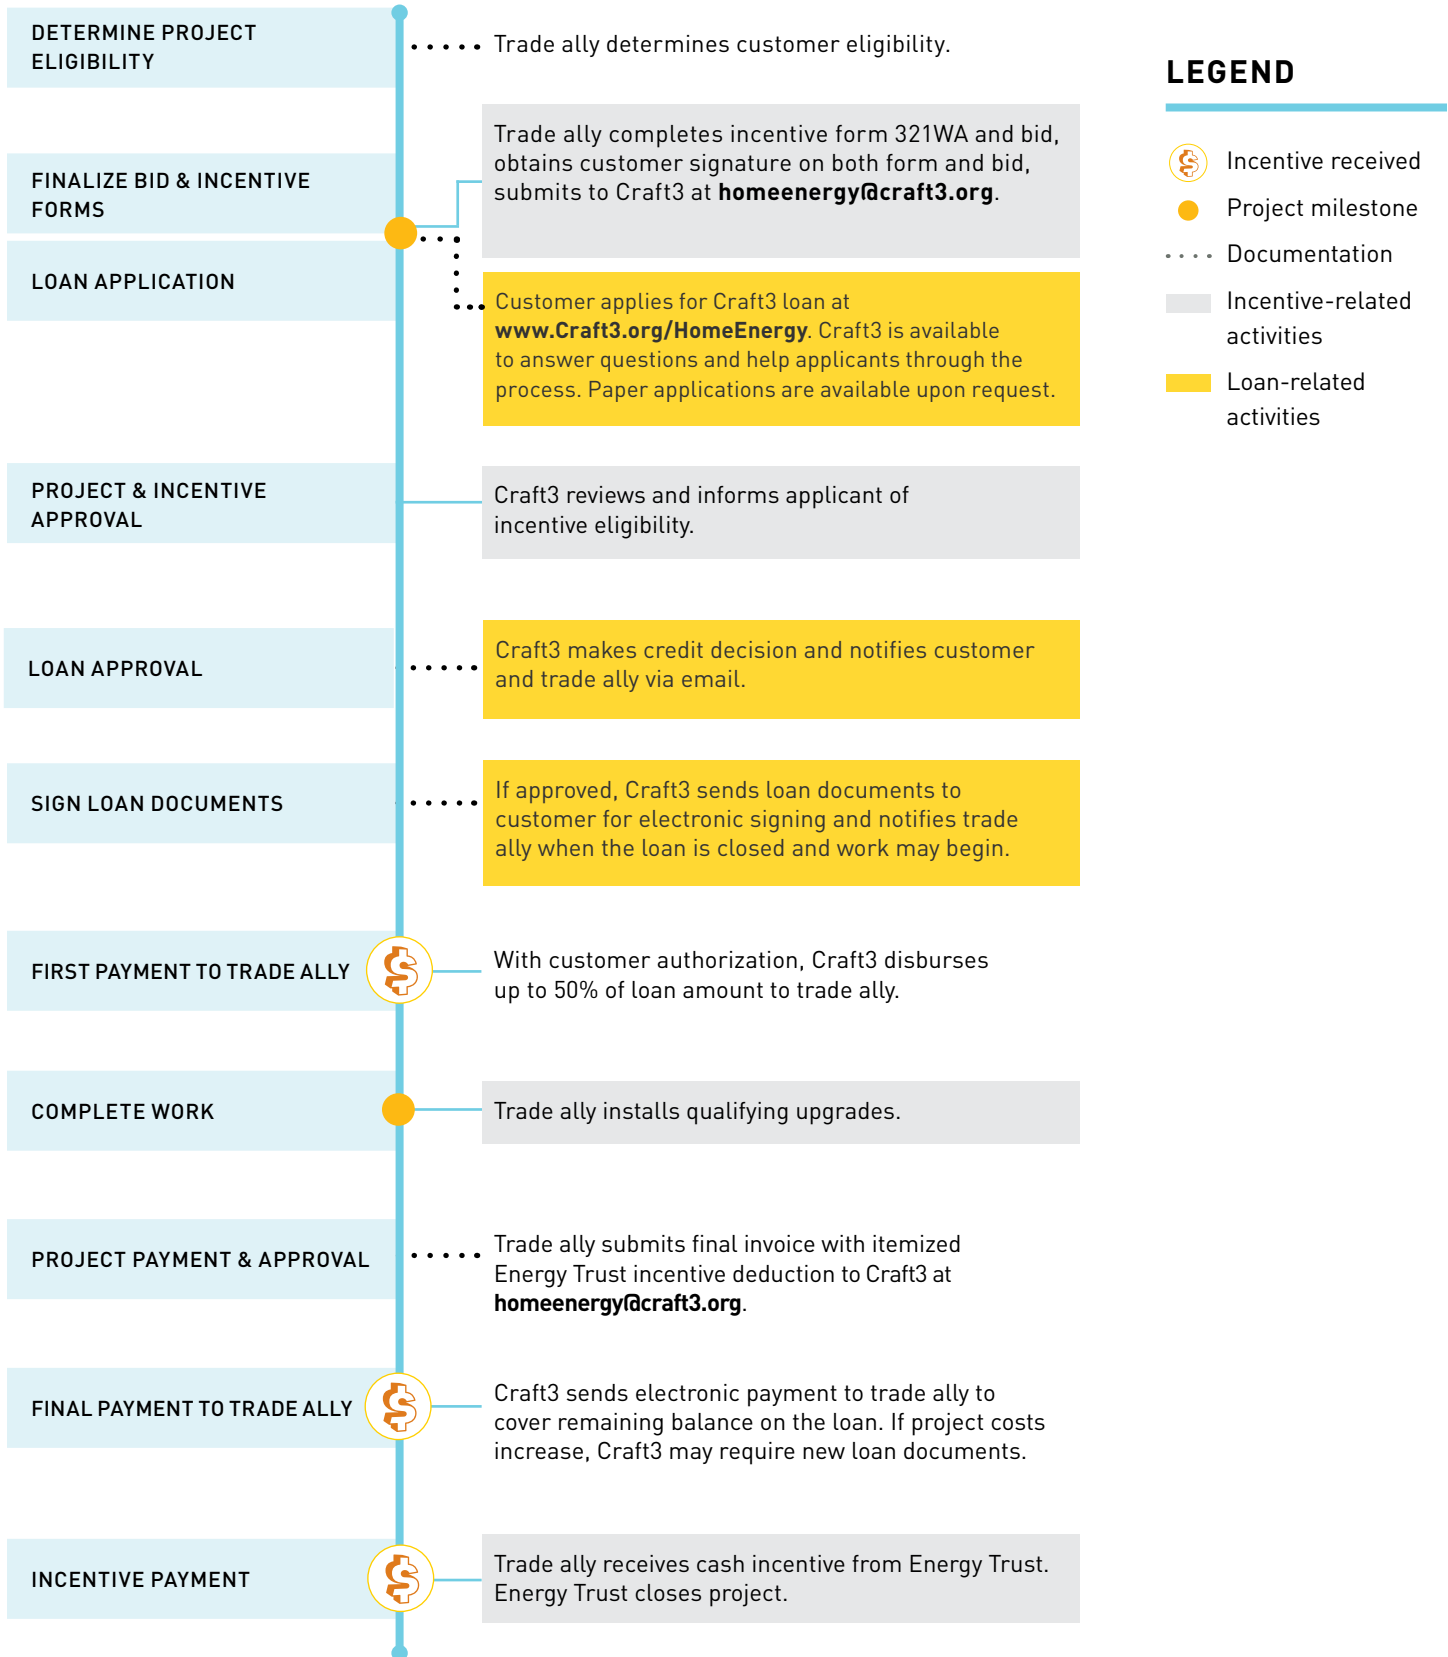 DETERMINE PROJECT
ELIGIBILITY
Trade ally determines customer eligibility.
FINALIZE BID & INCENTIVE
FORMS
Trade ally completes incentive form 321WA and bid,
obtains customer signature on both form and bid,
submits to Craft3 at homeenergy@craft3.org.
LOAN APPLICATION
Customer applies for Craft3 loan at
www.Craft3.org/HomeEnergy. Craft3 is available
to answer questions and help applicants through the
process. Paper applications are available upon request.
PROJECT & INCENTIVE
APPROVAL
Craft3 reviews and informs applicant of
incentive eligibility.
LOAN APPROVAL
Craft3 makes credit decision and notifies customer
and trade ally via email.
SIGN LOAN DOCUMENTS
If approved, Craft3 sends loan documents to
customer for electronic signing and notifies trade
ally when the loan is closed and work may begin.
FIRST PAYMENT TO TRADE ALLY
With customer authorization, Craft3 disburses
up to 50% of loan amount to trade ally.
COMPLETE WORK
Trade ally installs qualifying upgrades.
PROJECT PAYMENT & APPROVAL
Trade ally submits final invoice with itemized
Energy Trust incentive deduction to Craft3 at
homeenergy@craft3.org.
FINAL PAYMENT TO TRADE ALLY
Craft3 sends electronic payment to trade ally to
cover remaining balance on the loan. If project costs
increase, Craft3 may require new loan documents.
INCENTIVE PAYMENT
Trade ally receives cash incentive from Energy Trust.
Energy Trust closes project.
LEGEND
Incentive received
Project milestone
Documentation
Incentive-related
activities
Loan-related
activities